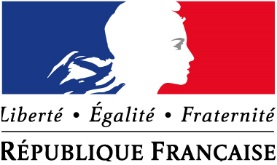 Liberté • Égalité • Fraternité
RÉPUBLIQUE FRANÇAISE